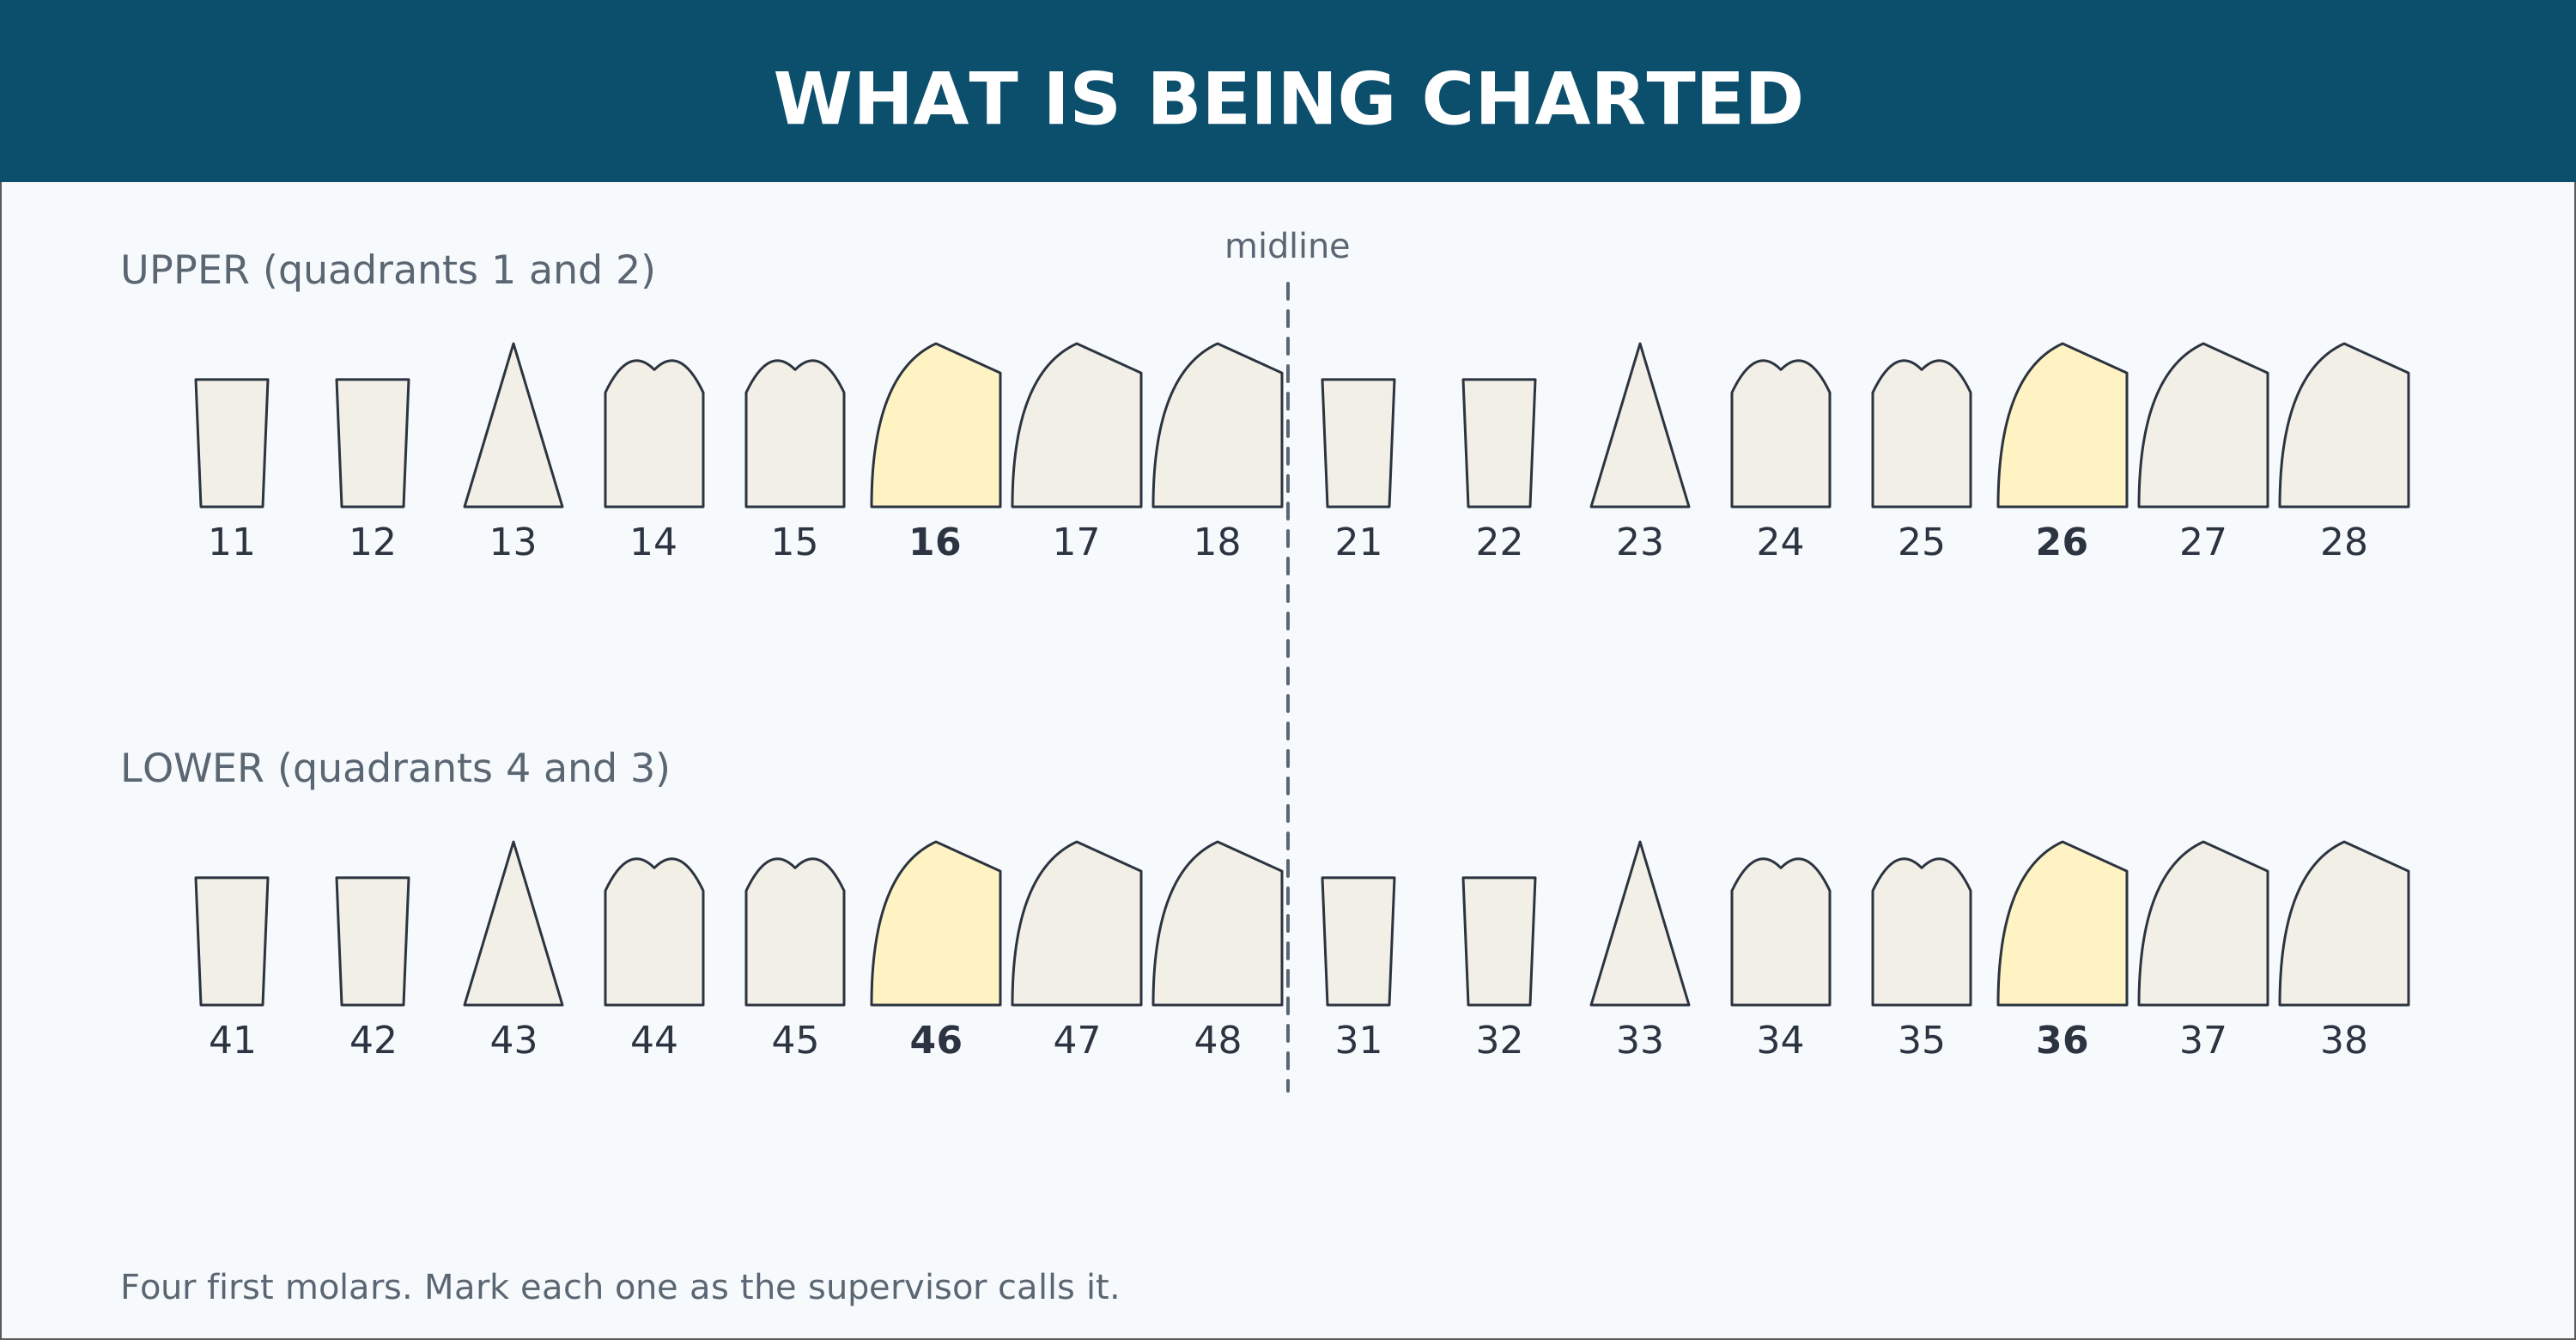 WHAT IS BEING CHARTED
midline
UPPER (quadrants 1 and 2)
11 12 13 14 15 16 17 18 21 22 23 24 25 26 27 28
LOWER (quadrants 4 and 3)
41 42 43 44 45 46 47 48 31 32 33 34 35 36 37 38
Four first molars. Mark each one as the supervisor calls it.